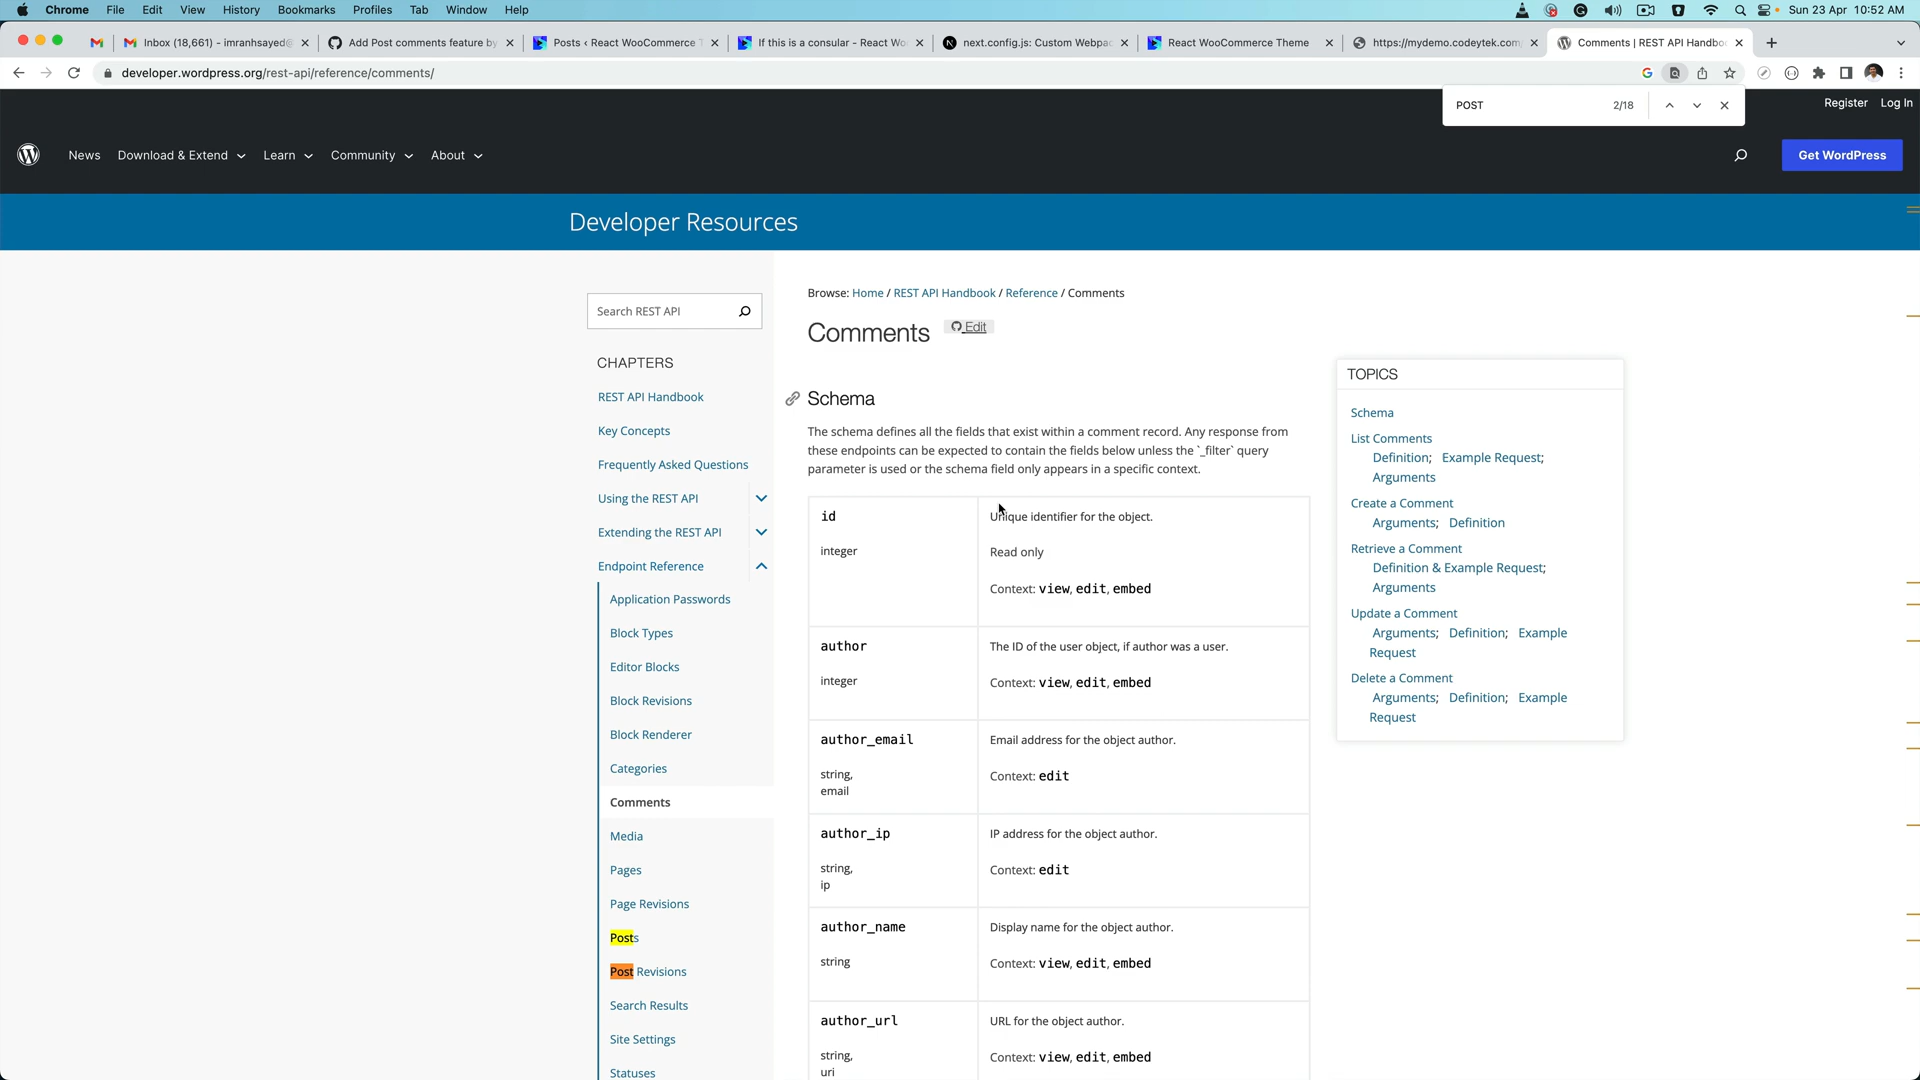 Chrome File Edit View History Bookmarks Profiles Tab Window Help Sun 23 Apr 10:52 AM
Inbox (18,661) - imranhsayed@ Add Post comments feature by Posts ‹ React WooCommerce T If this is a consular - React Wo next.config.js: Custom Webpac React WooCommerce Theme https://mydemo.codeytek.com Comments | REST API Handbo
developer.wordpress.org/rest-api/reference/comments/
POST 2/18
Register Log In
News Download & Extend Learn Community About Get WordPress
Developer Resources
Search REST API
CHAPTERS
REST API Handbook
Key Concepts
Frequently Asked Questions
Using the REST API
Extending the REST API
Endpoint Reference
Application Passwords
Block Types
Editor Blocks
Block Revisions
Block Renderer
Categories
Comments
Media
Pages
Page Revisions
Posts
Post Revisions
Search Results
Site Settings
Statuses
Browse: Home / REST API Handbook / Reference / Comments
Comments Edit
Schema
The schema defines all the fields that exist within a comment record. Any response from
these endpoints can be expected to contain the fields below unless the `_filter` query
parameter is used or the schema field only appears in a specific context.
id Unique identifier for the object.
integer Read only
Context: view, edit, embed
author The ID of the user object, if author was a user.
integer Context: view, edit, embed
author_email Email address for the object author.
string, Context: edit
email
author_ip IP address for the object author.
string, Context: edit
ip
author_name Display name for the object author.
string Context: view, edit, embed
author_url URL for the object author.
string, Context: view, edit, embed
uri
TOPICS
Schema
List Comments
Definition; Example Request;
Arguments
Create a Comment
Arguments; Definition
Retrieve a Comment
Definition & Example Request;
Arguments
Update a Comment
Arguments; Definition; Example
Request
Delete a Comment
Arguments; Definition; Example
Request